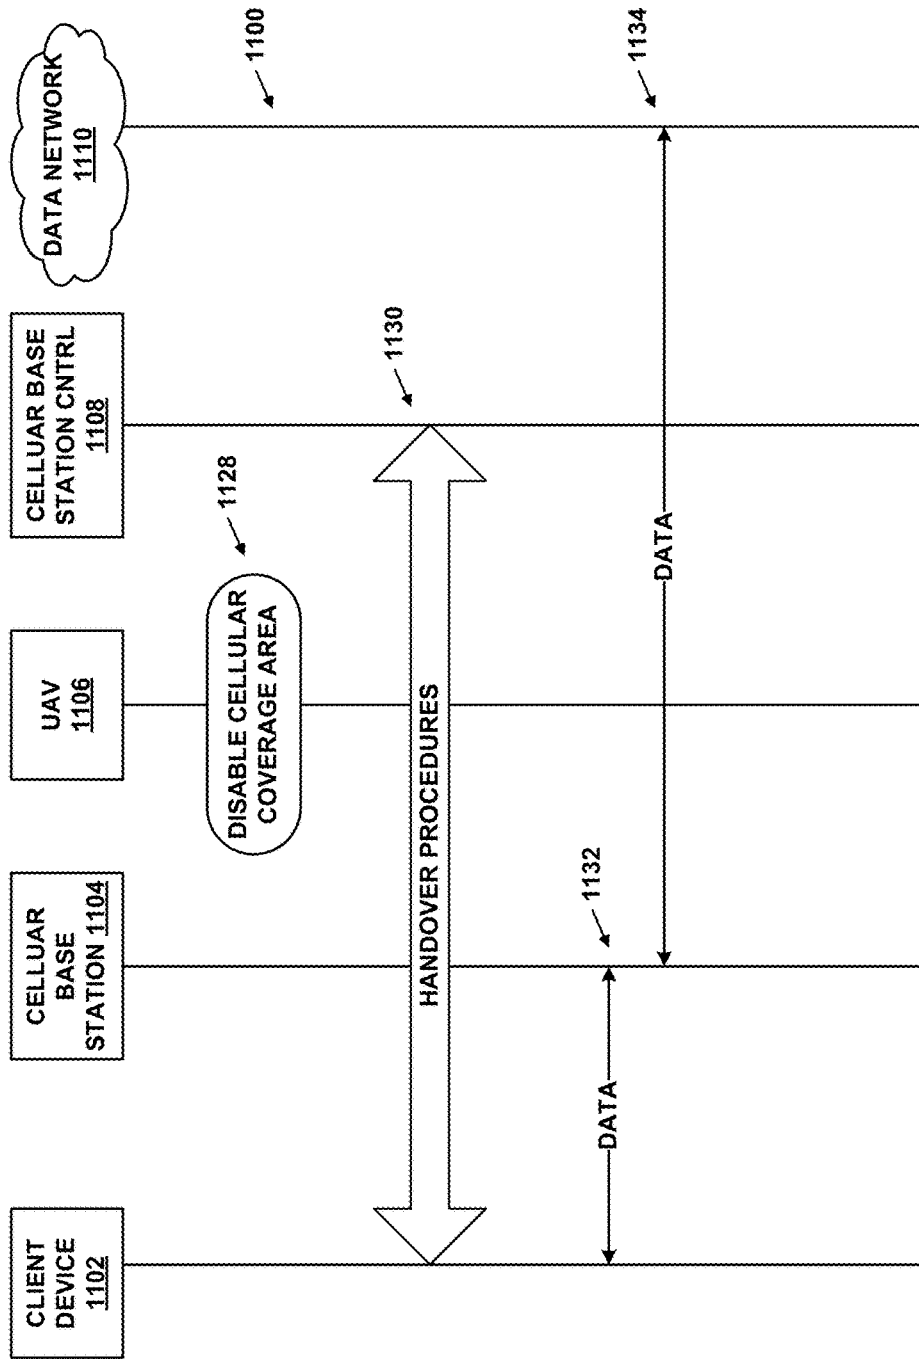 CLIENT
DEVICE
1102
CELLUAR
BASE
STATION 1104
UAV
1106
CELLUAR BASE
STATION CNTRL
1108
DATA NETWORK
1110
1100
DISABLE CELLULAR
COVERAGE AREA
1128
HANDOVER PROCEDURES
1130
DATA
1132
DATA
1134